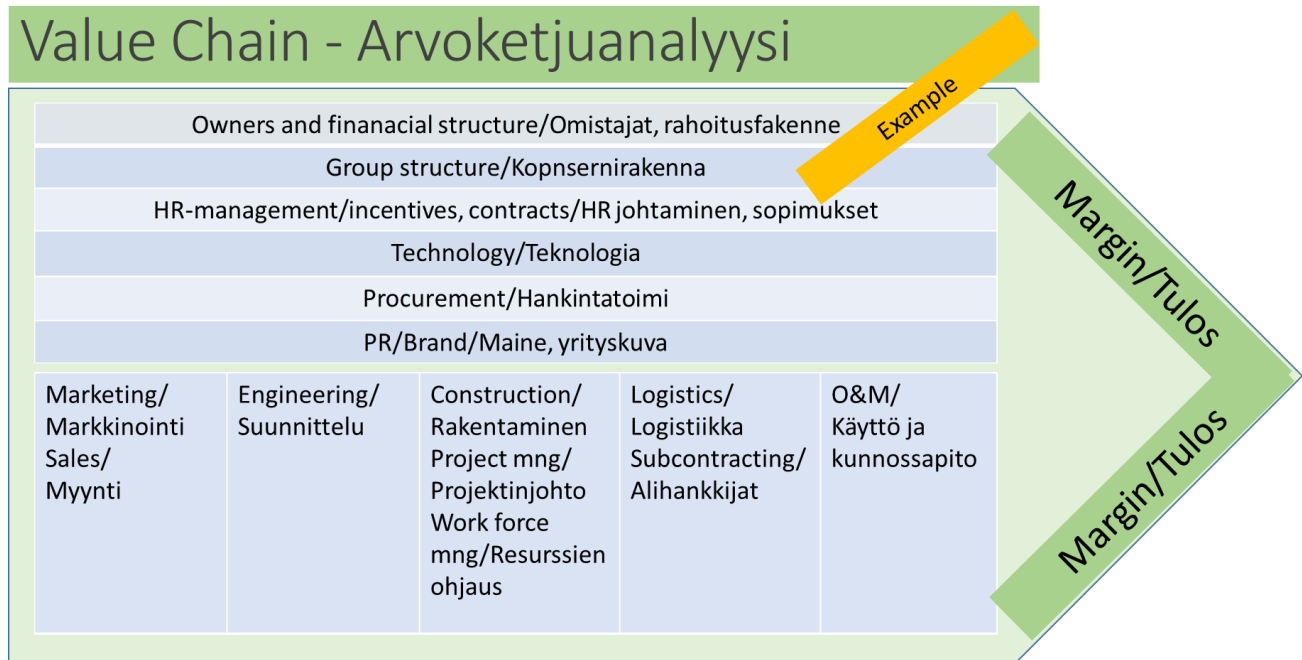 Value Chain - Arvoketjuanalyysi
Example
Owners and finanacial structure/Omistajat, rahoitusfakenne
Group structure/Kopnsernirakenna
HR-management/incentives, contracts/HR johtaminen, sopimukset
Technology/Teknologia
Procurement/Hankintatoimi
PR/Brand/Maine, yrityskuva
Marketing/
Markkinointi
Sales/
Myynti
Engineering/
Suunnittelu
Construction/
Rakentaminen
Project mng/
Projektinjohto
Work force
mng/Resurssien
ohjaus
Logistics/
Logistiikka
Subcontracting/
Alihankkijat
O&M/
Käyttö ja
kunnossapito
Margin/Tulos
Margin/Tulos